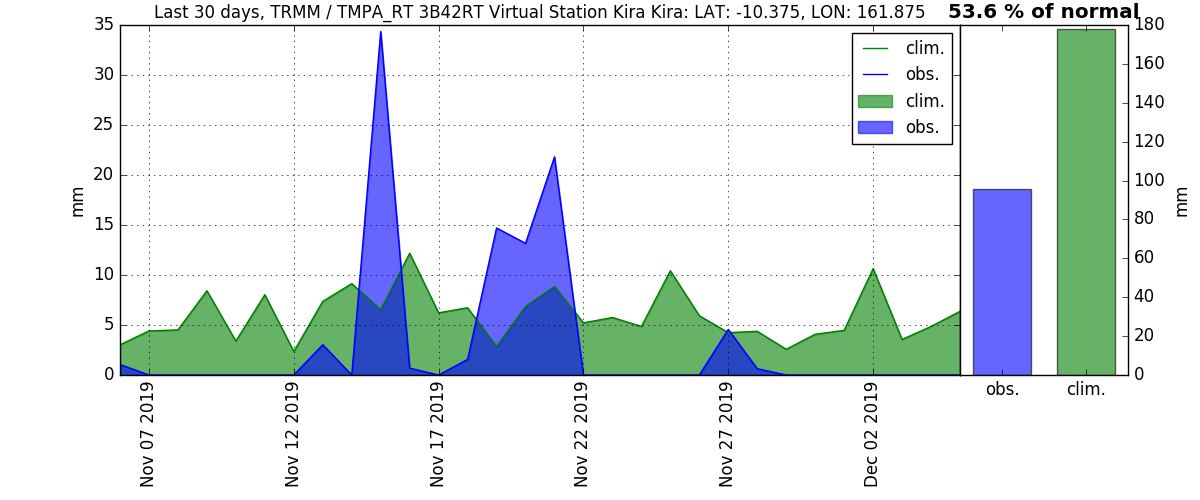 Last 30 days, TRMM / TMPA_RT 3B42RT Virtual Station Kira Kira: LAT: -10.375, LON: 161.875
53.6 % of normal
35
30
25
20
15
10
5
0
mm
clim.
obs.
clim.
obs.
Nov 07 2019
Nov 12 2019
Nov 17 2019
Nov 22 2019
Nov 27 2019
Dec 02 2019
180
160
140
120
100
80
60
40
20
0
mm
obs.
clim.